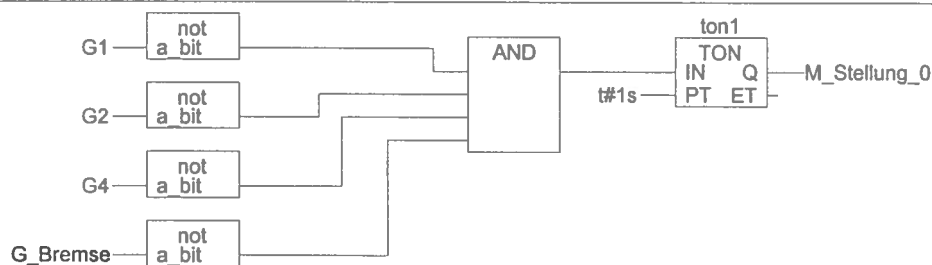 not
G1 a_bit
not
G2 a_bit
not
G4 a_bit
not
G_Bremse a_bit
AND
ton1
TON
IN Q M_Stellung_0
t#1s PT ET